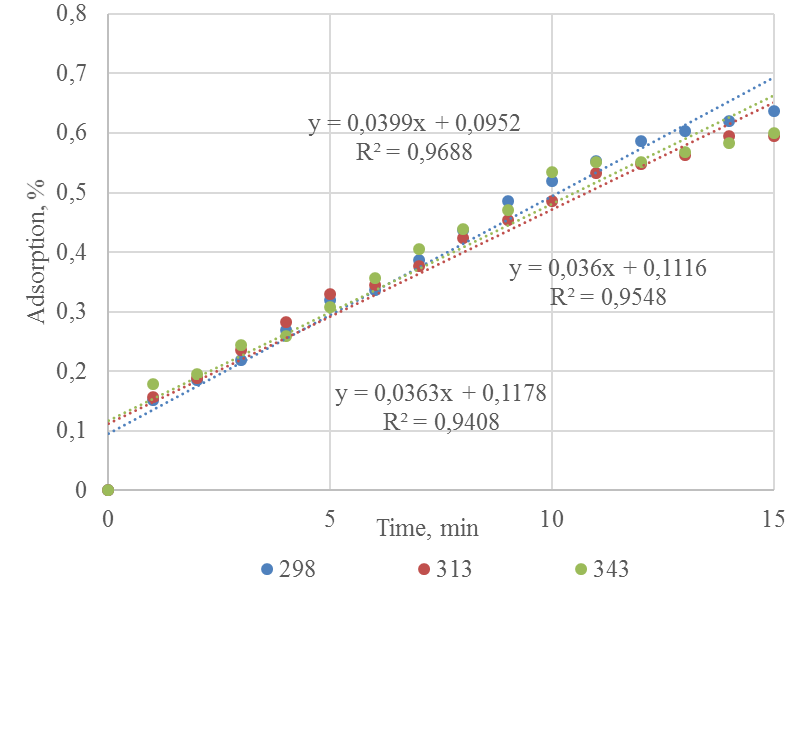 0,8
0,7
0,6
0,5
0,4
0,3
0,2
0,1
0
Adsorption, %
y = 0,0399x + 0,0952
R² = 0,9688
y = 0,036x + 0,1116
R² = 0,9548
y = 0,0363x + 0,1178
R² = 0,9408
0 5 10 15
Time, min
298 313 343